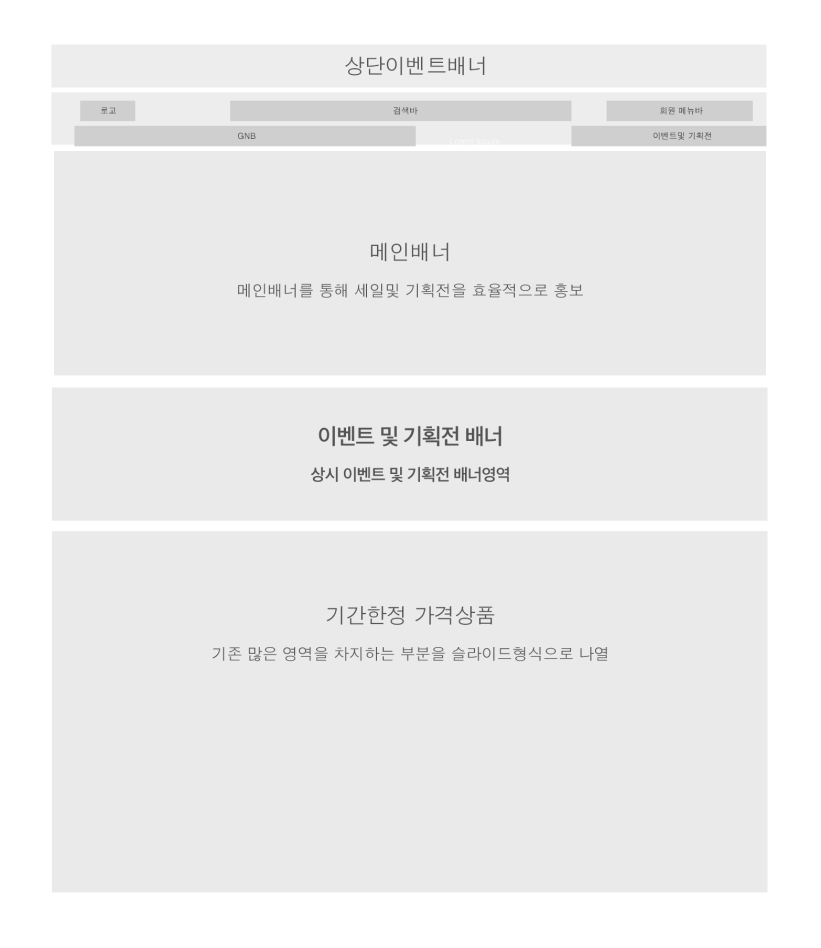 상단이벤트배너
로고
검색바
회원 메뉴바
GNB
이벤트및 기획전
메인배너
메인배너를 통해 세일및 기획전을 효율적으로 홍보
이벤트 및 기획전 배너
상시 이벤트 및 기획전 배너영역
기간한정 가격상품
기존 많은 영역을 차지하는 부분을 슬라이드형식으로 나열